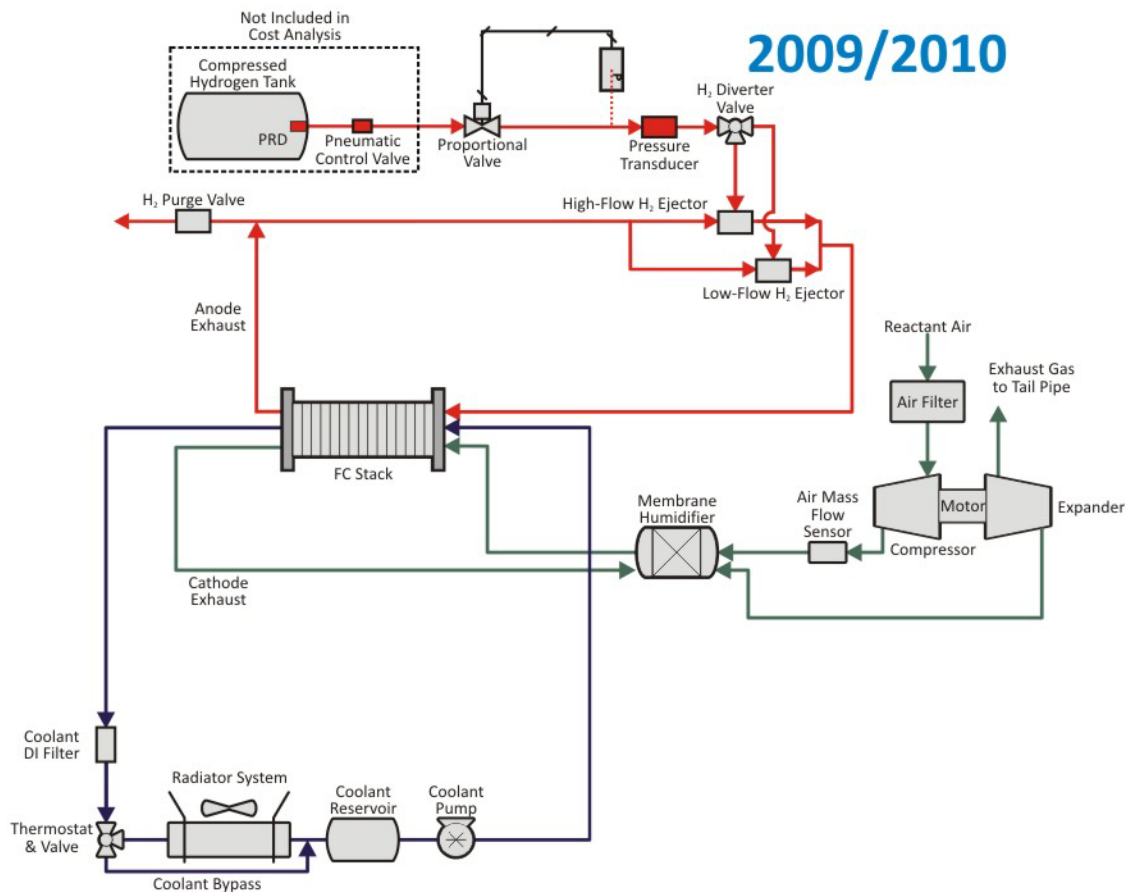 Not Included in
Cost Analysis
2009/2010
Compressed
Hydrogen Tank
PRD
Pneumatic
Control Valve
Proportional
Valve
P
Pressure
Transducer
H₂ Diverter
Valve
H₂ Purge Valve
High-Flow H₂ Ejector
Low-Flow H₂ Ejector
Anode
Exhaust
Reactant Air
Exhaust Gas
to Tail Pipe
Air Filter
FC Stack
Membrane
Humidifier
Air Mass
Flow
Sensor
Motor
Expander
Compressor
Cathode
Exhaust
Coolant
DI Filter
Radiator System
Coolant
Reservoir
Coolant
Pump
Thermostat
& Valve
Coolant Bypass